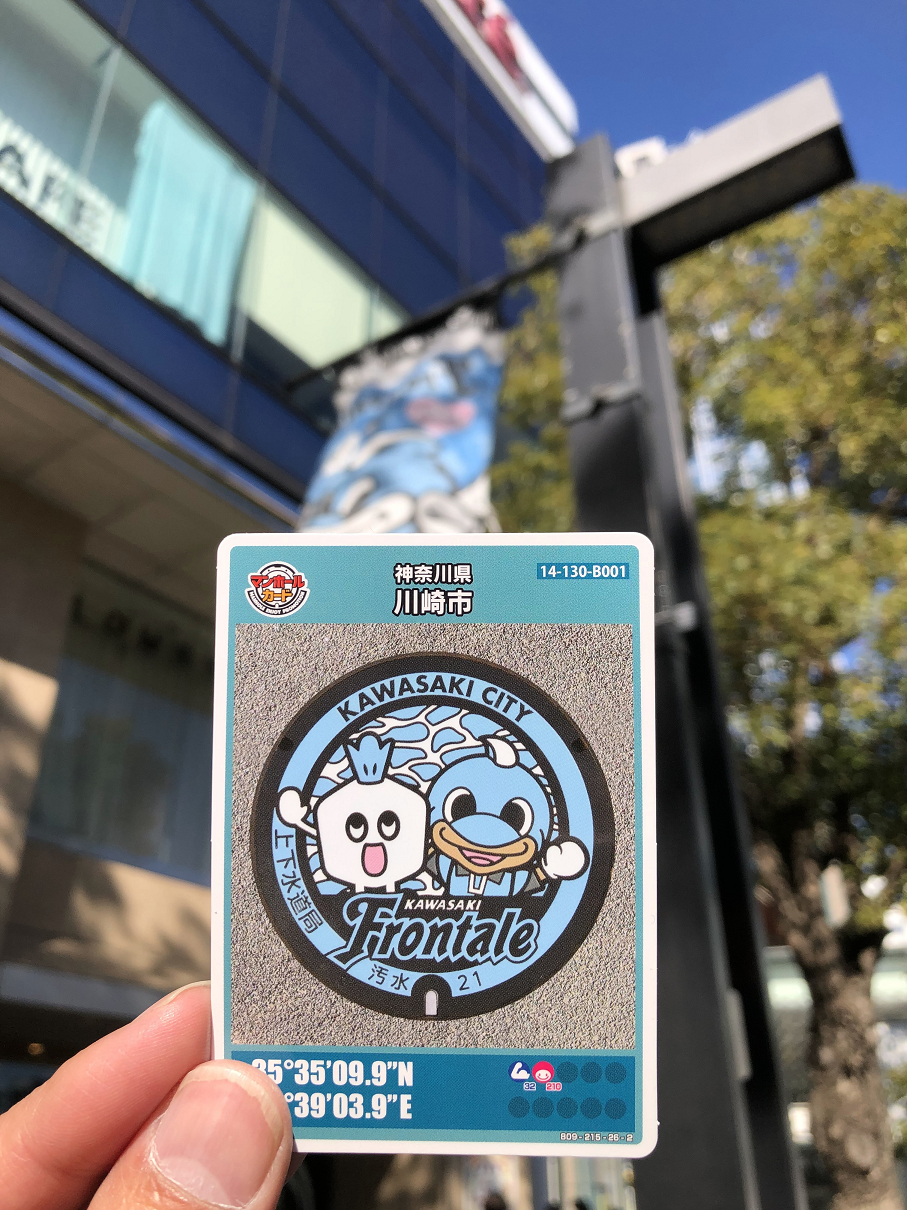 マンホール
カード
神奈川県
川崎市
14-130-B001
KAWASAKI CITY
上下水道局
KAWASAKI
Frontale
汚水 21
35°35'09.9"N
°39'03.9"E
32 210
809-215-26-2